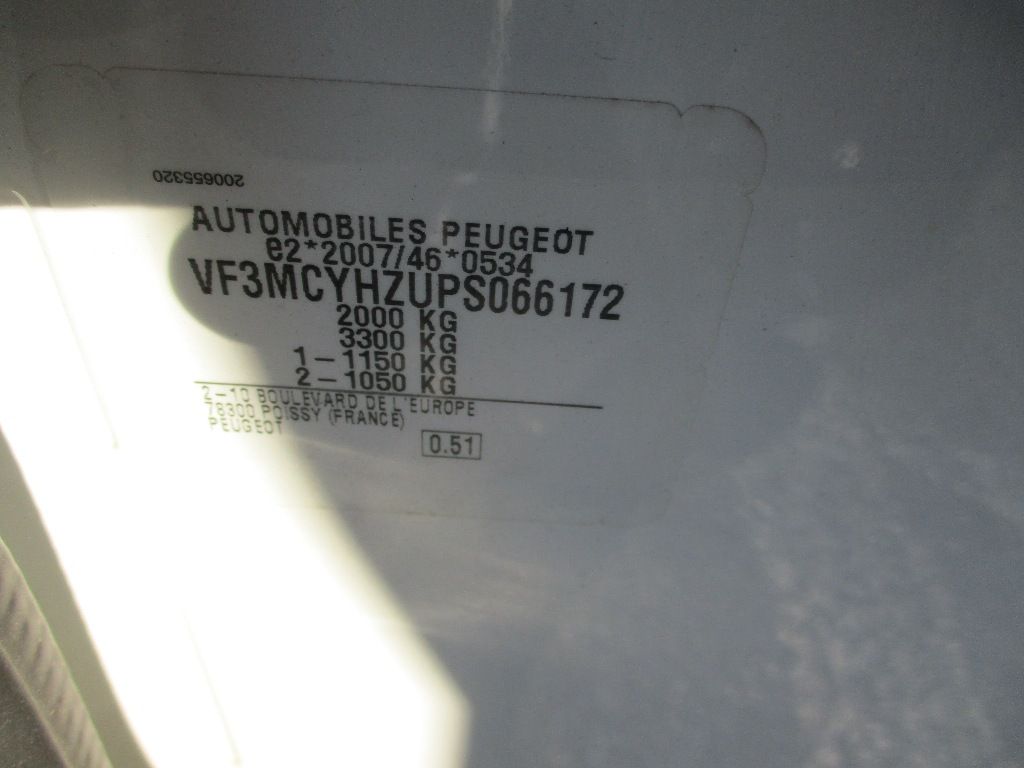 200655320
AUTOMOBILES PEUGEOT
e2*2007/46*0534
VF3MCYHZUPS066172
2000 KG
3300 KG
1-1150 KG
2-1050 KG
2-10 BOULEVARD DE L'EUROPE
78300 POISSY (FRANCE)
PEUGEOT
0.51